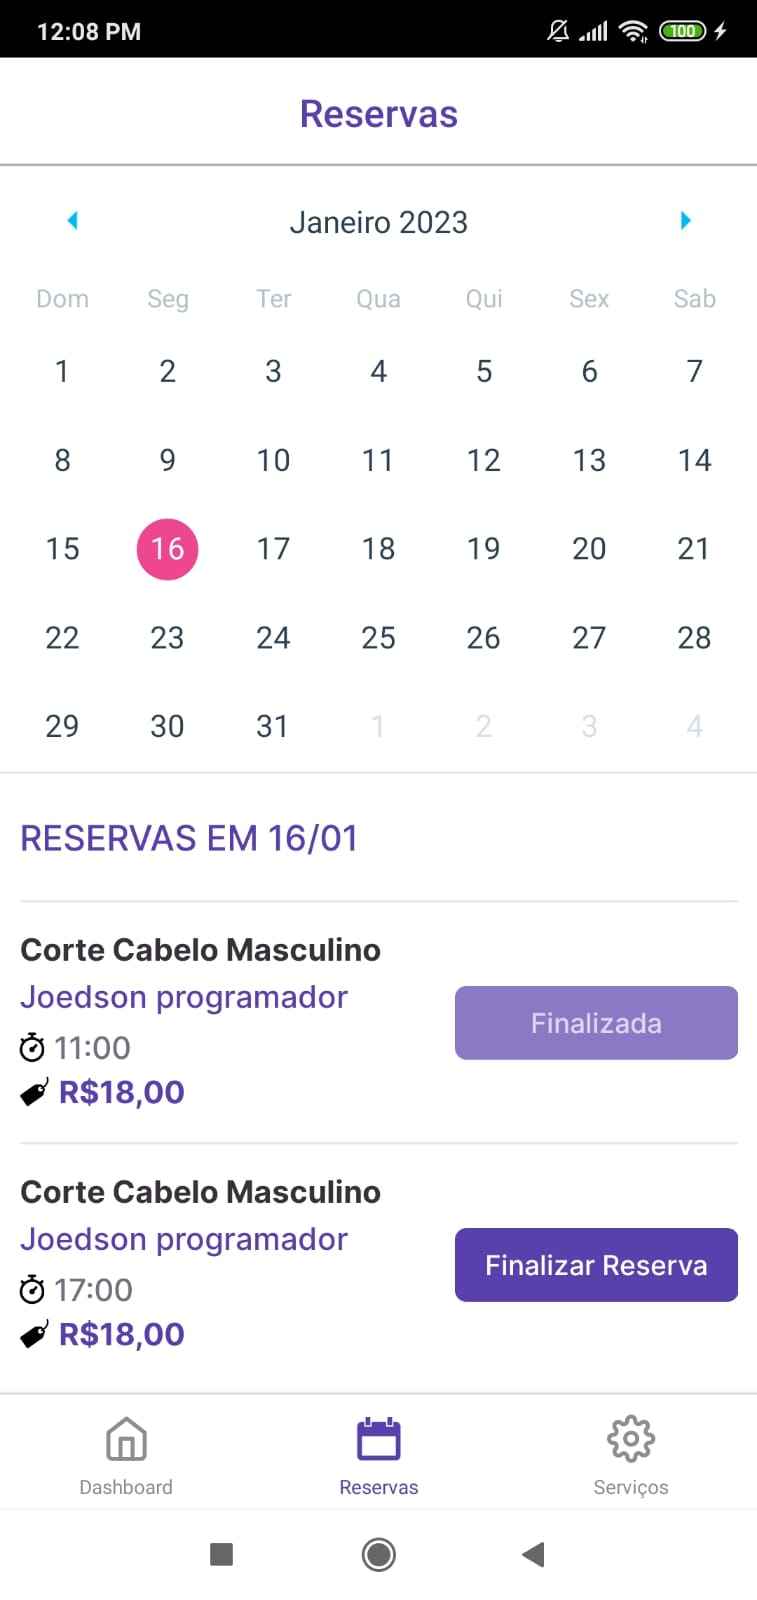 12:08 PM
100
Reservas
Janeiro 2023
Dom Seg Ter Qua Qui Sex Sab
1 2 3 4 5 6 7
8 9 10 11 12 13 14
15 16 17 18 19 20 21
22 23 24 25 26 27 28
29 30 31 1 2 3 4
RESERVAS EM 16/01
Corte Cabelo Masculino
Joedson programador
11:00
R$18,00
Finalizada
Corte Cabelo Masculino
Joedson programador
17:00
R$18,00
Finalizar Reserva
Dashboard Reservas Serviços